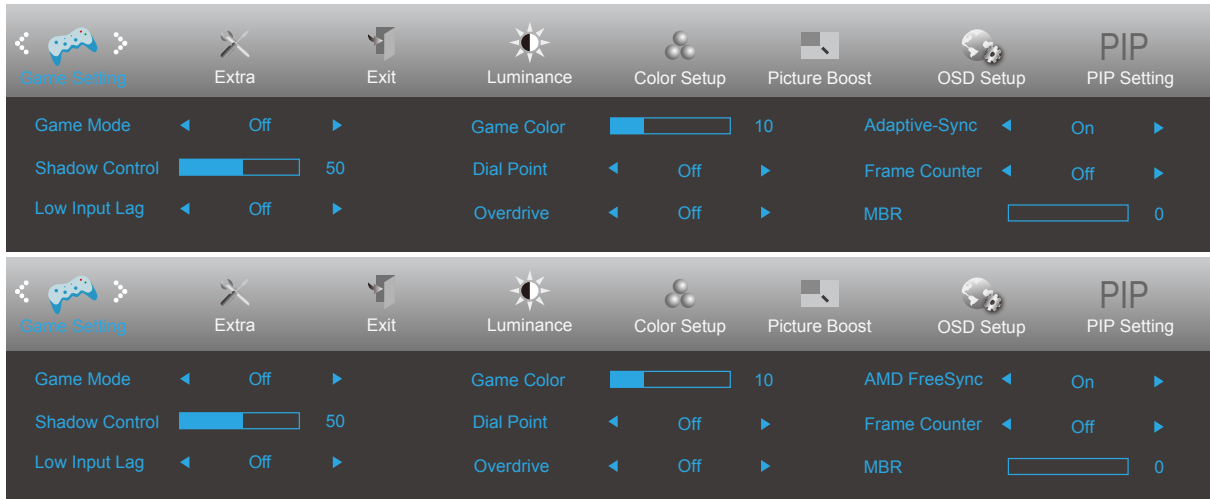 PIP
Game Setting Extra Exit Luminance Color Setup Picture Boost OSD Setup PIP Setting
Game Mode Off Game Color 10 Adaptive-Sync On
Shadow Control 50 Dial Point Off Frame Counter Off
Low Input Lag Off Overdrive Off MBR 0
PIP
Game Setting Extra Exit Luminance Color Setup Picture Boost OSD Setup PIP Setting
Game Mode Off Game Color 10 AMD FreeSync On
Shadow Control 50 Dial Point Off Frame Counter Off
Low Input Lag Off Overdrive Off MBR 0